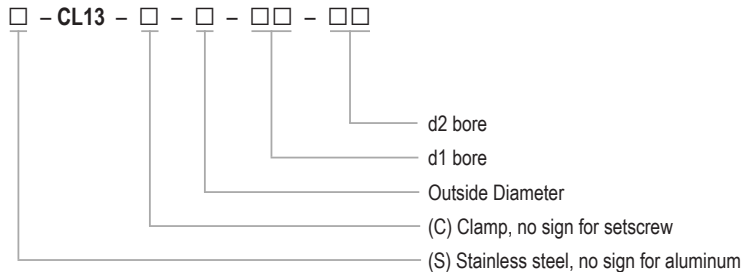 □ – CL13 – □ – □ – □□ – □□
d2 bore
d1 bore
Outside Diameter
(C) Clamp, no sign for setscrew
(S) Stainless steel, no sign for aluminum